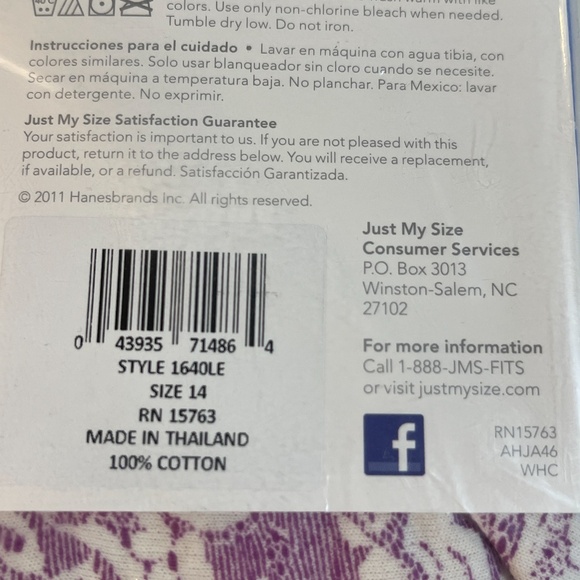 colors. Use only non-chlorine bleach when needed.
Tumble dry low. Do not iron.
Instrucciones para el cuidado • Lavar en máquina con agua tibia, con
colores similares. Solo usar blanqueador sin cloro cuando se necesite.
Secar en máquina a temperatura baja. No planchar. Para Mexico: lavar
con detergente. No exprimir.
Just My Size Satisfaction Guarantee
Your satisfaction is important to us. If you are not pleased with this
product, return it to the address below. You will receive a replacement,
if available, or a refund. Satisfacción Garantizada.
© 2011 Hanesbrands Inc. All rights reserved.
0 43935 71486 4
STYLE 1640LE
SIZE 14
RN 15763
MADE IN THAILAND
100% COTTON
Just My Size
Consumer Services
P.O. Box 3013
Winston-Salem, NC
27102
For more information
Call 1-888-JMS-FITS
or visit justmysize.com
f
RN15763
AHJA46
WHC